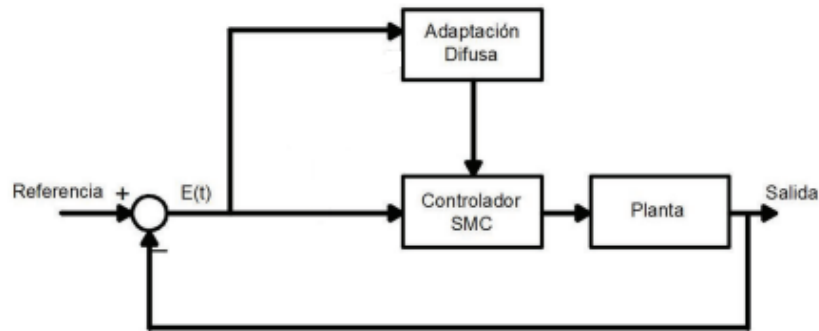 Adaptación
Difusa
Referencia + E(t)
Controlador
SMC
Planta
Salida
−